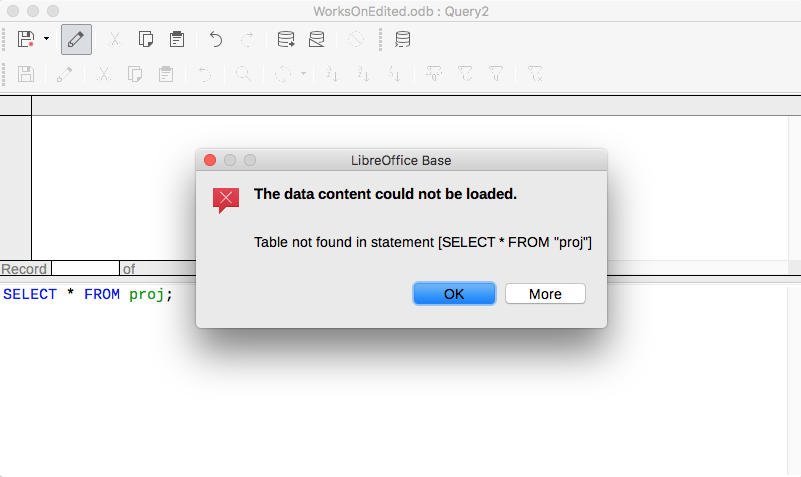 WorksOnEdited.odb : Query2
LibreOffice Base
The data content could not be loaded.
Table not found in statement [SELECT * FROM "proj"]
OK
More
Record
of
SELECT * FROM proj;